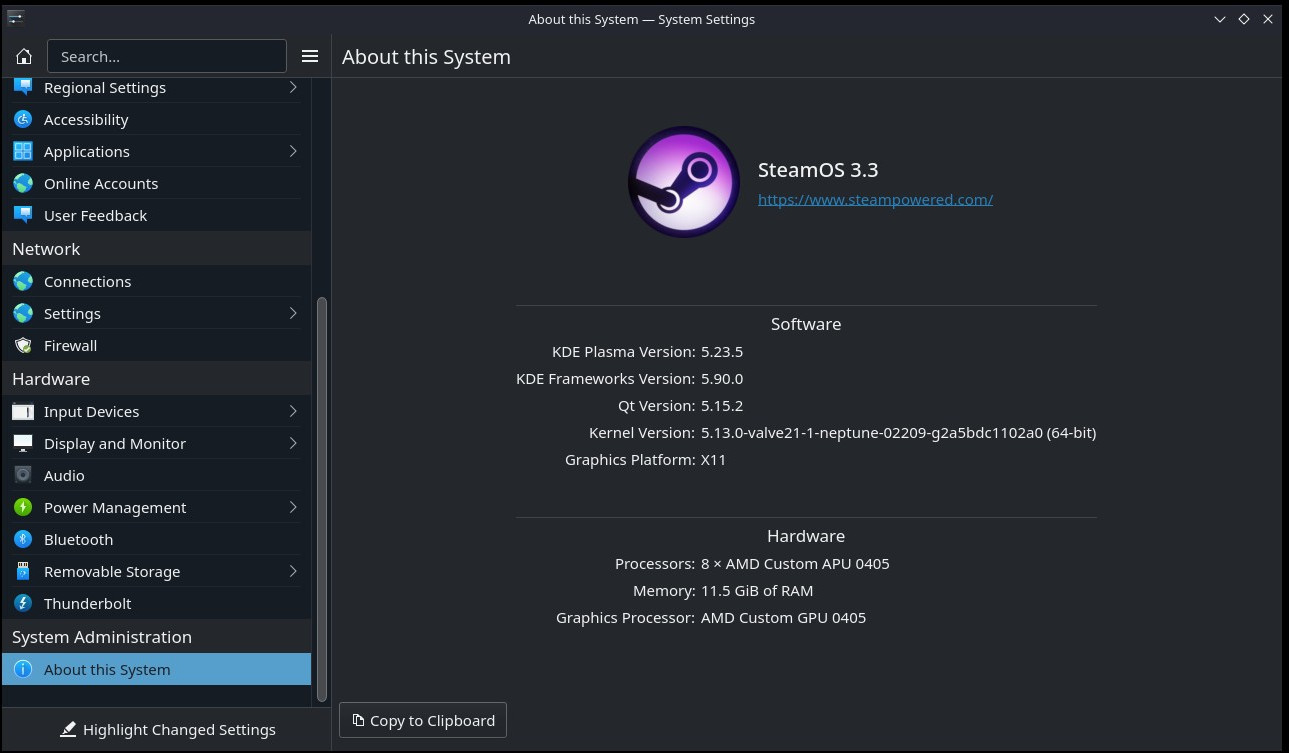 About this System — System Settings
Search...
About this System
Regional Settings
Accessibility
Applications
Online Accounts
User Feedback
Network
Connections
Settings
Firewall
Hardware
Input Devices
Display and Monitor
Audio
Power Management
Bluetooth
Removable Storage
Thunderbolt
System Administration
About this System
Highlight Changed Settings
SteamOS 3.3
https://www.steampowered.com/
Software
KDE Plasma Version: 5.23.5
KDE Frameworks Version: 5.90.0
Qt Version: 5.15.2
Kernel Version: 5.13.0-valve21-1-neptune-02209-g2a5bdc1102a0 (64-bit)
Graphics Platform: X11
Hardware
Processors: 8 × AMD Custom APU 0405
Memory: 11.5 GiB of RAM
Graphics Processor: AMD Custom GPU 0405
Copy to Clipboard